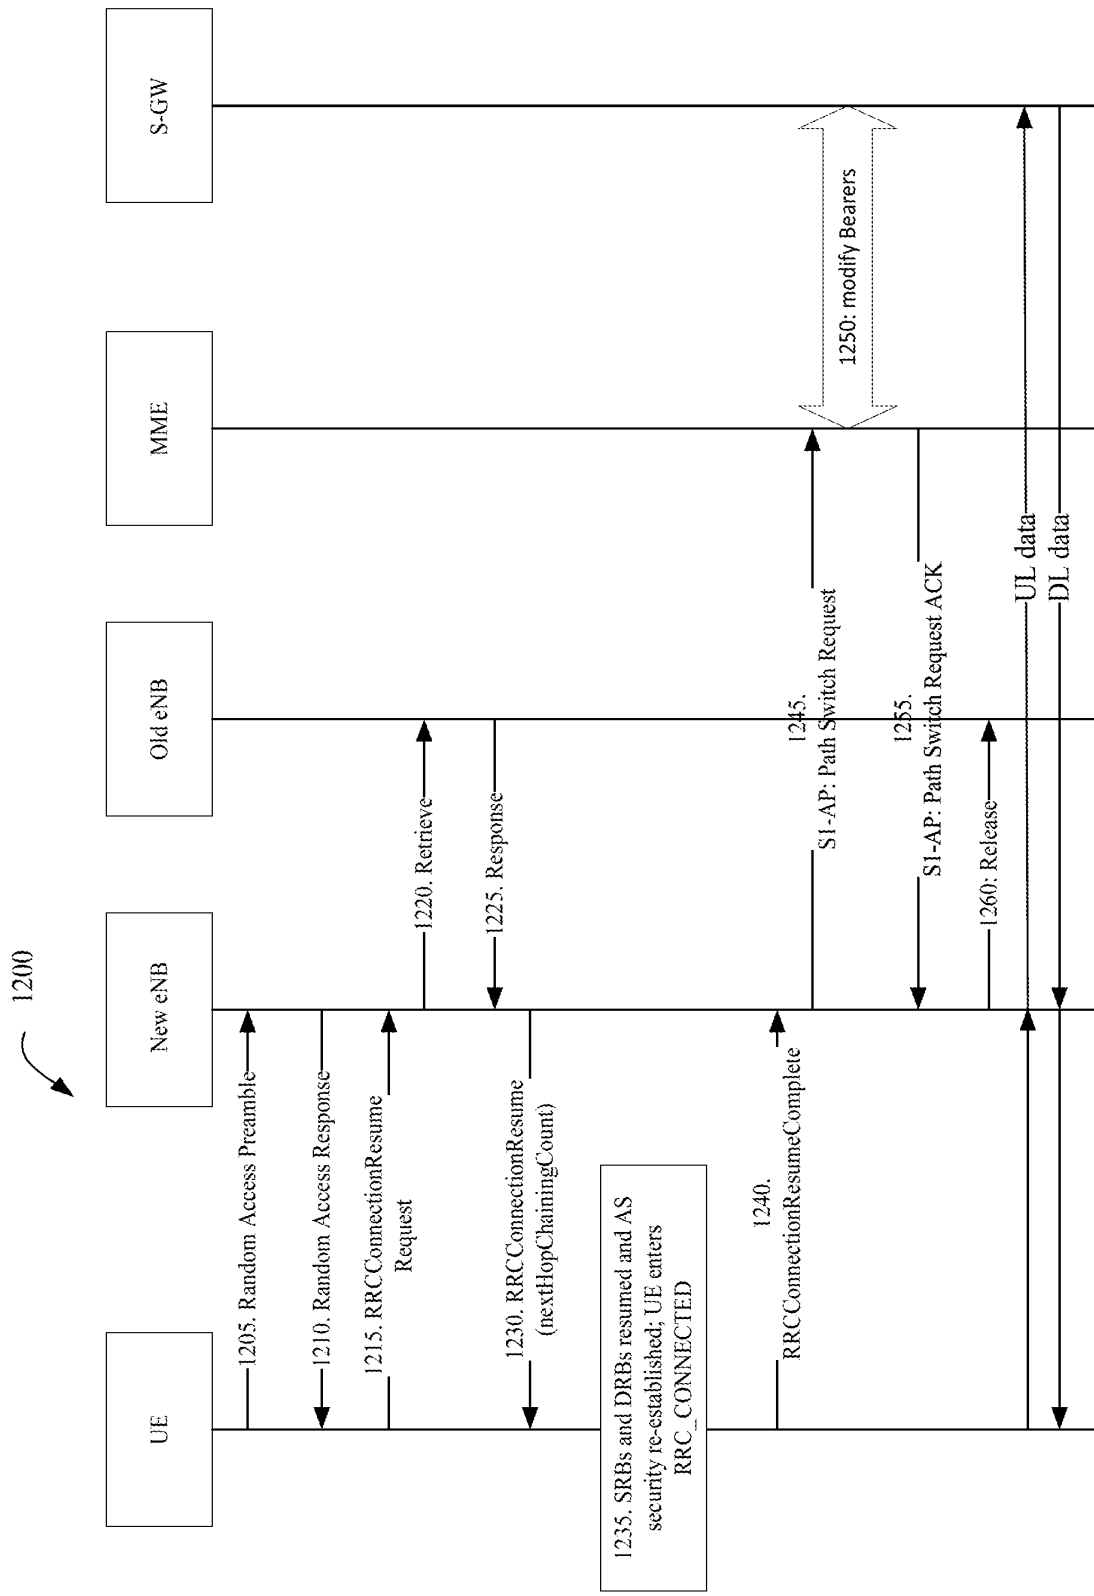 1200
UE
New eNB
Old eNB
MME
S-GW
1205. Random Access Preamble
1210. Random Access Response
1215. RRCConnectionResume
Request
1220. Retrieve
1225. Response
1230. RRCConnectionResume
(nextHopChainingCount)
1235. SRBs and DRBs resumed and AS
security re-established; UE enters
RRC_CONNECTED
1240.
RRCConnectionResumeComplete
1245.
S1-AP: Path Switch Request
1250: modify Bearers
1255.
S1-AP: Path Switch Request ACK
1260: Release
UL data
DL data